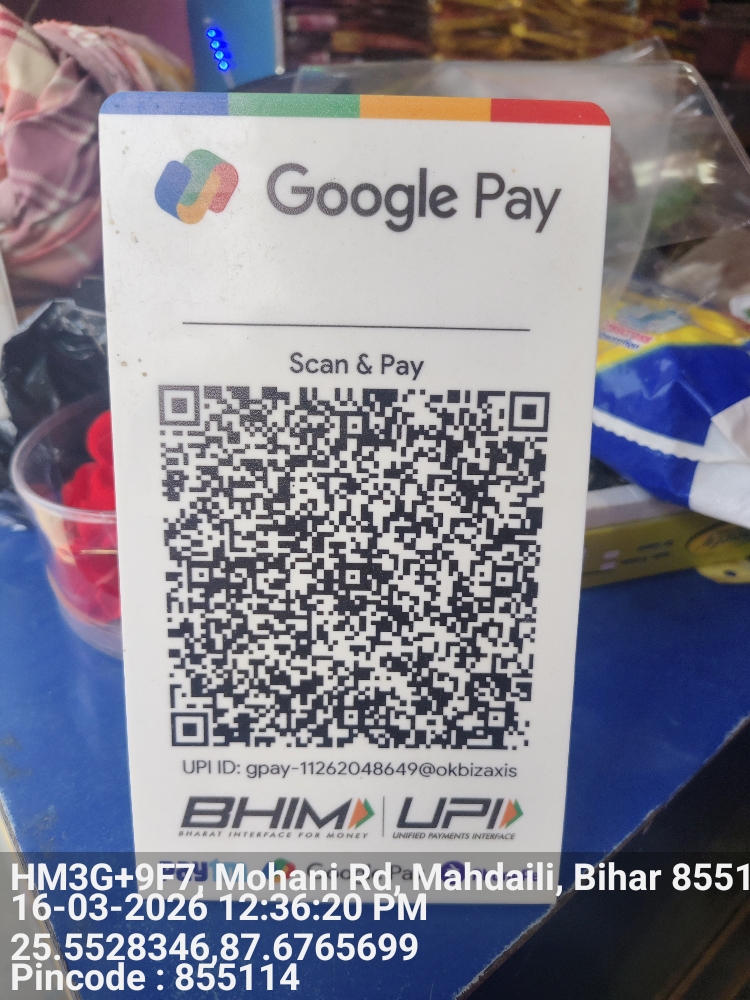 Google Pay
Scan & Pay
UPI ID: gpay-11262048649@okbizaxis
BHIM UPI
BHARAT INTERFACE FOR MONEY UNIFIED PAYMENTS INTERFACE
Google Pay
HM3G+9F7, Mohani Rd, Mahdaili, Bihar 8551
16-03-2026 12:36:20 PM
25.5528346,87.6765699
Pincode : 855114